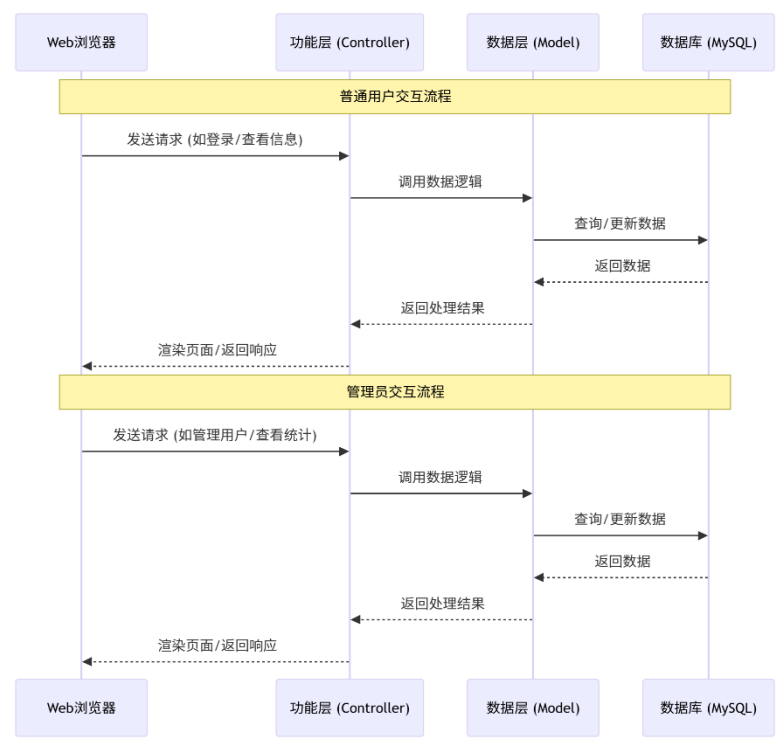 Web浏览器
功能层 (Controller)
数据层 (Model)
数据库 (MySQL)
普通用户交互流程
发送请求 (如登录/查看信息)
调用数据逻辑
查询/更新数据
返回数据
返回处理结果
渲染页面/返回响应
管理员交互流程
发送请求 (如管理用户/查看统计)
调用数据逻辑
查询/更新数据
返回数据
返回处理结果
渲染页面/返回响应
Web浏览器
功能层 (Controller)
数据层 (Model)
数据库 (MySQL)